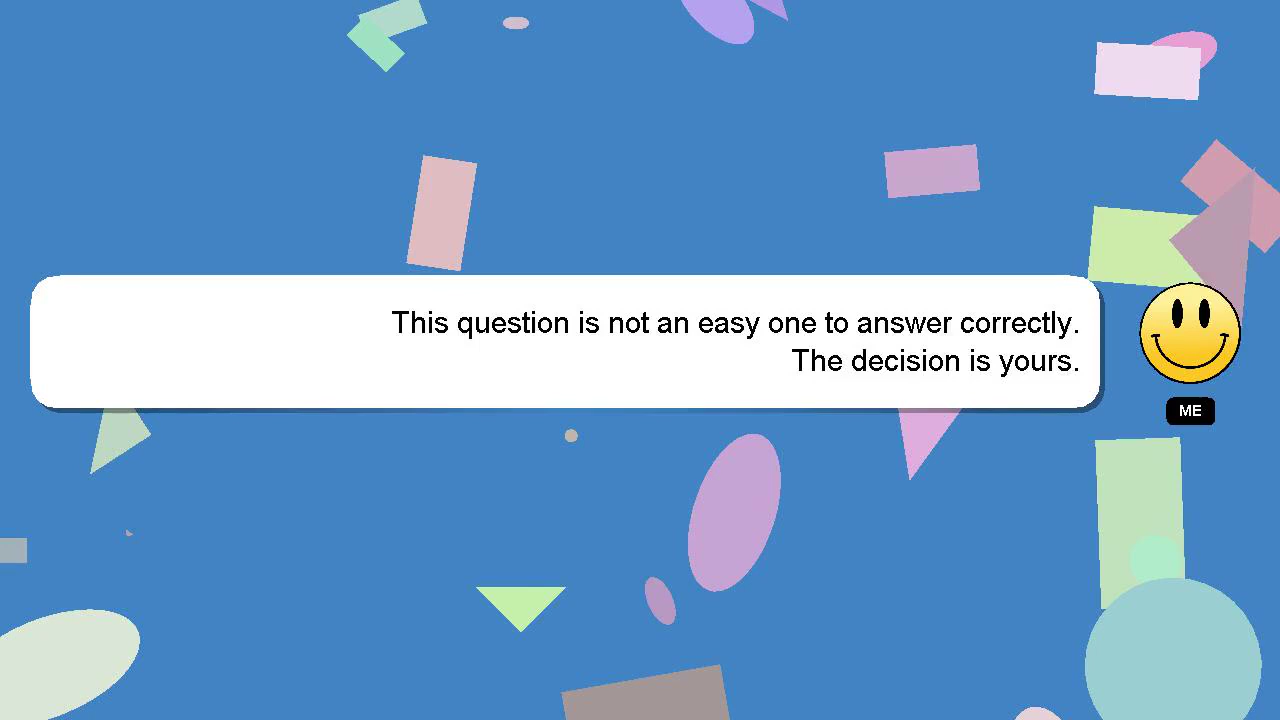 This question is not an easy one to answer correctly.
The decision is yours.
ME